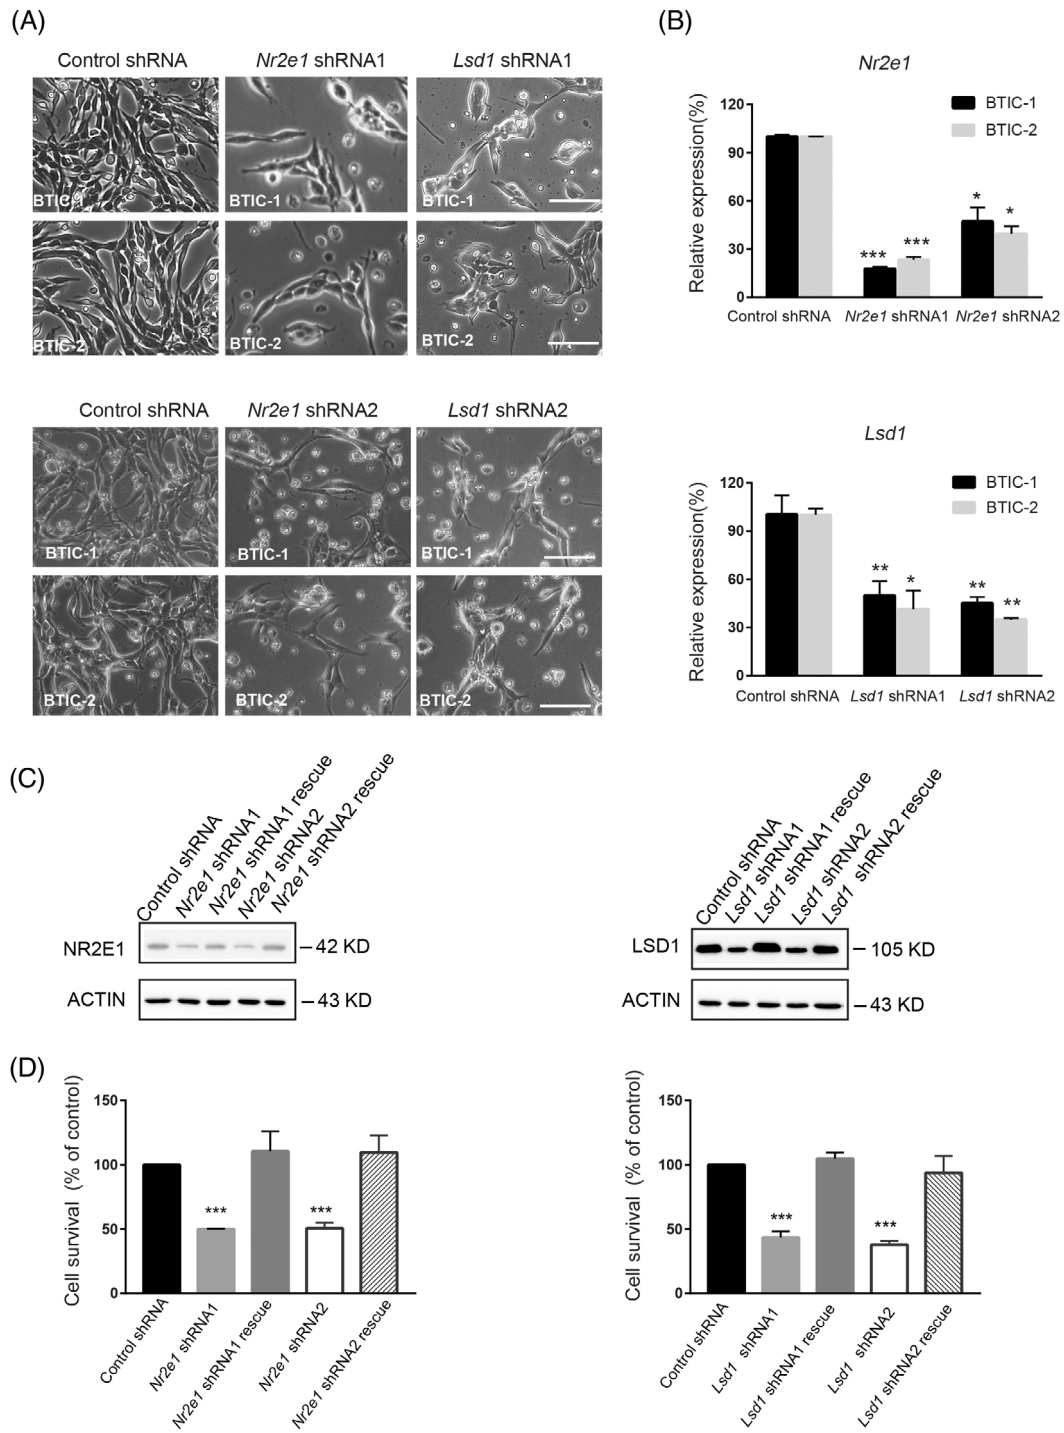 (A)
Control shRNA Nr2e1 shRNA1 Lsd1 shRNA1
BTIC-1 BTIC-1 BTIC-1
BTIC-2 BTIC-2 BTIC-2
Control shRNA Nr2e1 shRNA2 Lsd1 shRNA2
BTIC-1 BTIC-1 BTIC-1
BTIC-2 BTIC-2 BTIC-2
(B)
Nr2e1
Relative expression(%)
120
90
60
30
0
BTIC-1
BTIC-2
*** *** * *
Control shRNA Nr2e1 shRNA1 Nr2e1 shRNA2
Lsd1
Relative expression(%)
120
90
60
30
0
BTIC-1
BTIC-2
** * ** **
Control shRNA Lsd1 shRNA1 Lsd1 shRNA2
(C)
Control shRNA
Nr2e1 shRNA1
Nr2e1 shRNA1 rescue
Nr2e1 shRNA2
Nr2e1 shRNA2 rescue
NR2E1 42 KD
ACTIN 43 KD
Control shRNA
Lsd1 shRNA1
Lsd1 shRNA1 rescue
Lsd1 shRNA2
Lsd1 shRNA2 rescue
LSD1 105 KD
ACTIN 43 KD
(D)
Cell survival (% of control)
150
100
50
0
*** ***
Control shRNA
Nr2e1 shRNA1
Nr2e1 shRNA1 rescue
Nr2e1 shRNA2
Nr2e1 shRNA2 rescue
Cell survival (% of control)
150
100
50
0
*** ***
Control shRNA
Lsd1 shRNA1
Lsd1 shRNA1 rescue
Lsd1 shRNA2
Lsd1 shRNA2 rescue